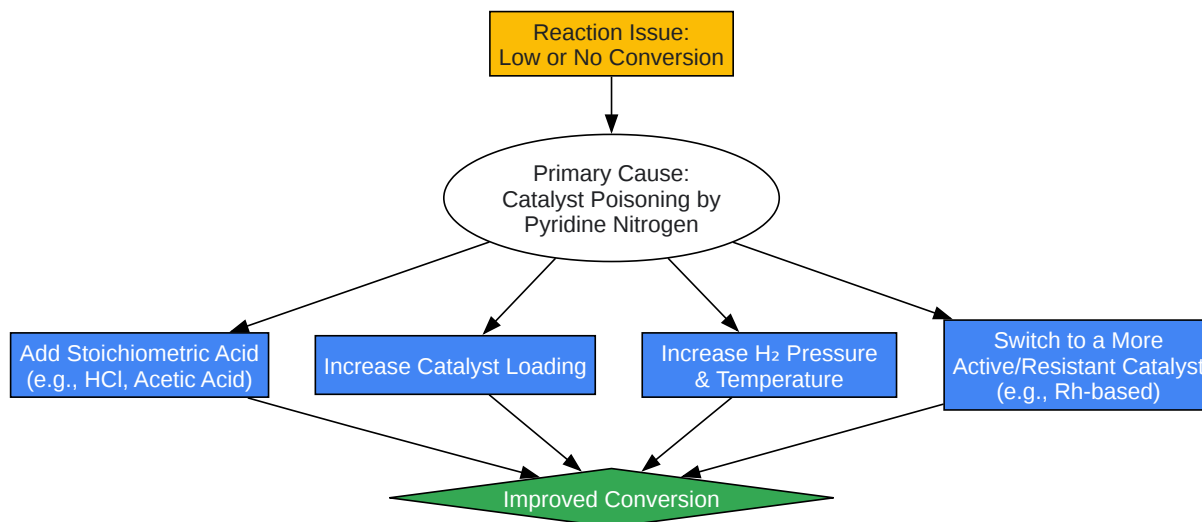 Reaction Issue:
Low or No Conversion
Primary Cause:
Catalyst Poisoning by
Pyridine Nitrogen
Add Stoichiometric Acid
(e.g., HCl, Acetic Acid)
Increase Catalyst Loading
Increase H₂ Pressure
& Temperature
Switch to a More
Active/Resistant Catalyst
(e.g., Rh-based)
Improved Conversion